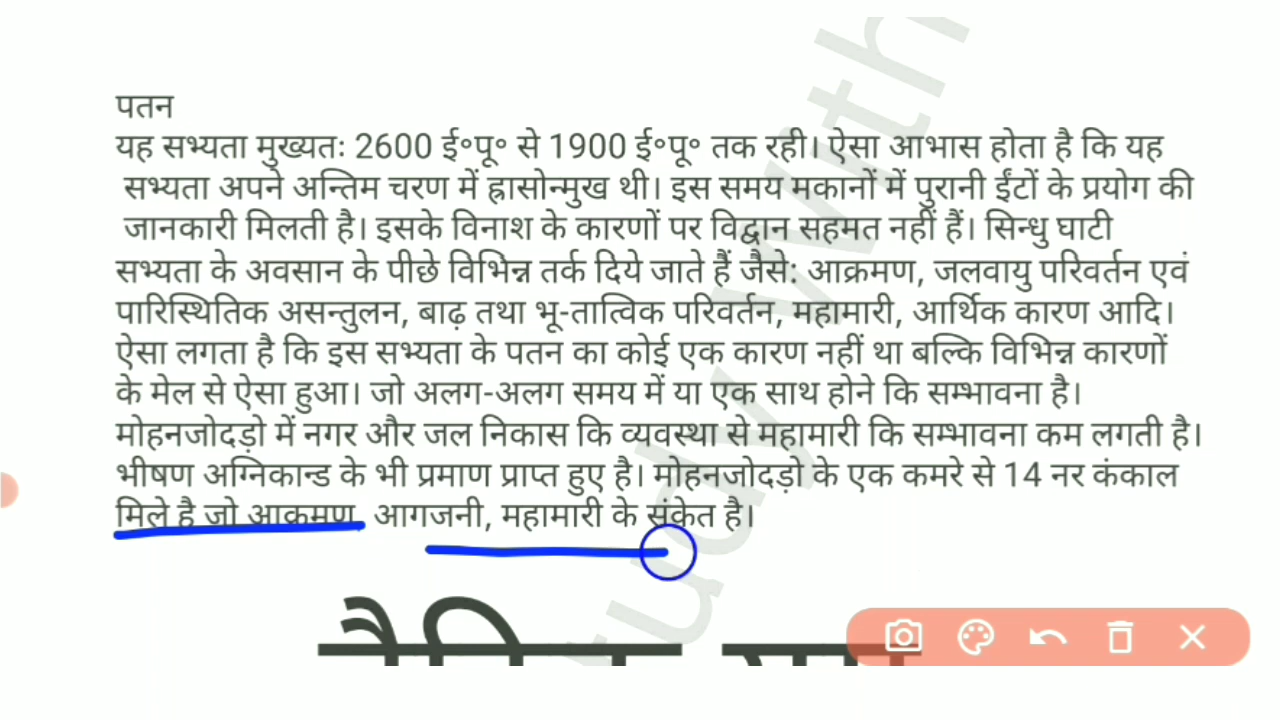 पतन
यह सभ्यता मुख्यतः 2600 ई॰पू॰ से 1900 ई॰पू॰ तक रही। ऐसा आभास होता है कि यह
सभ्यता अपने अन्तिम चरण में ह्रासोन्मुख थी। इस समय मकानों में पुरानी ईंटों के प्रयोग की
जानकारी मिलती है। इसके विनाश के कारणों पर विद्वान सहमत नहीं हैं। सिन्धु घाटी
सभ्यता के अवसान के पीछे विभिन्न तर्क दिये जाते हैं जैसे: आक्रमण, जलवायु परिवर्तन एवं
पारिस्थितिक असन्तुलन, बाढ़ तथा भू-तात्विक परिवर्तन, महामारी, आर्थिक कारण आदि।
ऐसा लगता है कि इस सभ्यता के पतन का कोई एक कारण नहीं था बल्कि विभिन्न कारणों
के मेल से ऐसा हुआ। जो अलग-अलग समय में या एक साथ होने कि सम्भावना है।
मोहनजोदड़ो में नगर और जल निकास कि व्यवस्था से महामारी कि सम्भावना कम लगती है।
भीषण अग्निकान्ड के भी प्रमाण प्राप्त हुए है। मोहनजोदड़ो के एक कमरे से 14 नर कंकाल
मिले है जो आक्रमण, आगजनी, महामारी के संकेत है।
tudy With